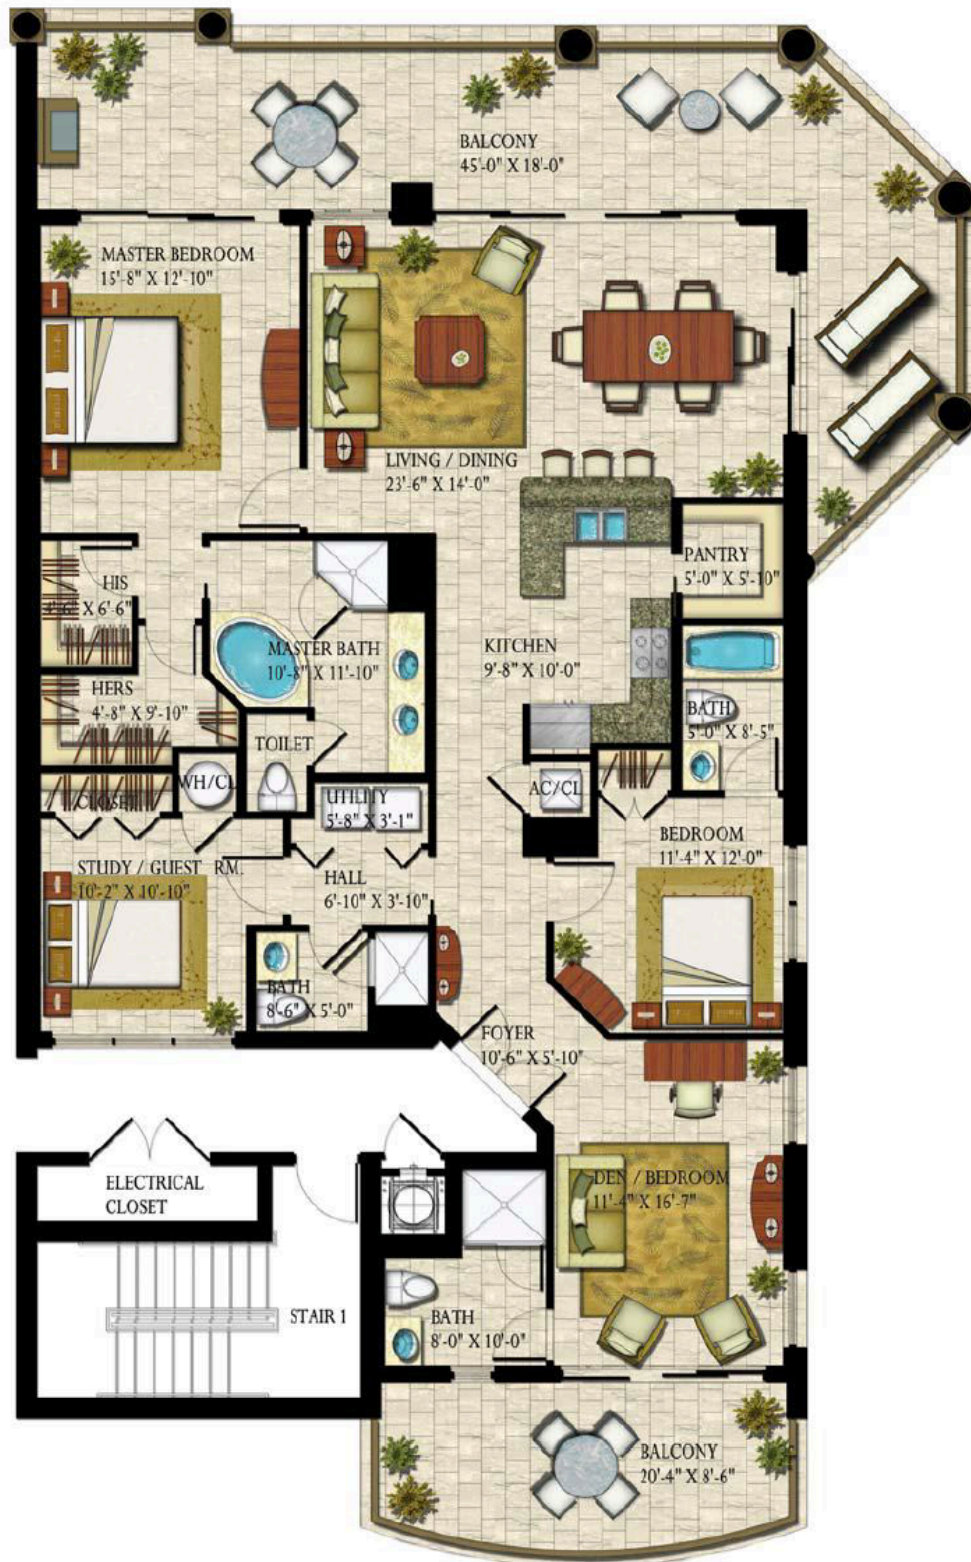 BALCONY
45'-0" X 18'-0"
MASTER BEDROOM
15'-8" X 12'-10"
LIVING / DINING
23'-6" X 14'-0"
PANTRY
5'-0" X 5'-10"
HIS
4'-6" X 6'-6"
MASTER BATH
10'-8" X 11'-10"
KITCHEN
9'-8" X 10'-0"
HERS
4'-8" X 9'-10"
BATH
5'-0" X 8'-5"
TOILET
WH/CL
AC/CL
CLOSET
UTILITY
5'-8" X 3'-1"
BEDROOM
11'-4" X 12'-0"
STUDY / GUEST RM.
10'-2" X 10'-10"
HALL
6'-10" X 3'-10"
BATH
8'-6" X 5'-0"
FOYER
10'-6" X 5'-10"
ELECTRICAL
CLOSET
DEN / BEDROOM
11'-4" X 16'-7"
STAIR 1
BATH
8'-0" X 10'-0"
BALCONY
20'-4" X 8'-6"